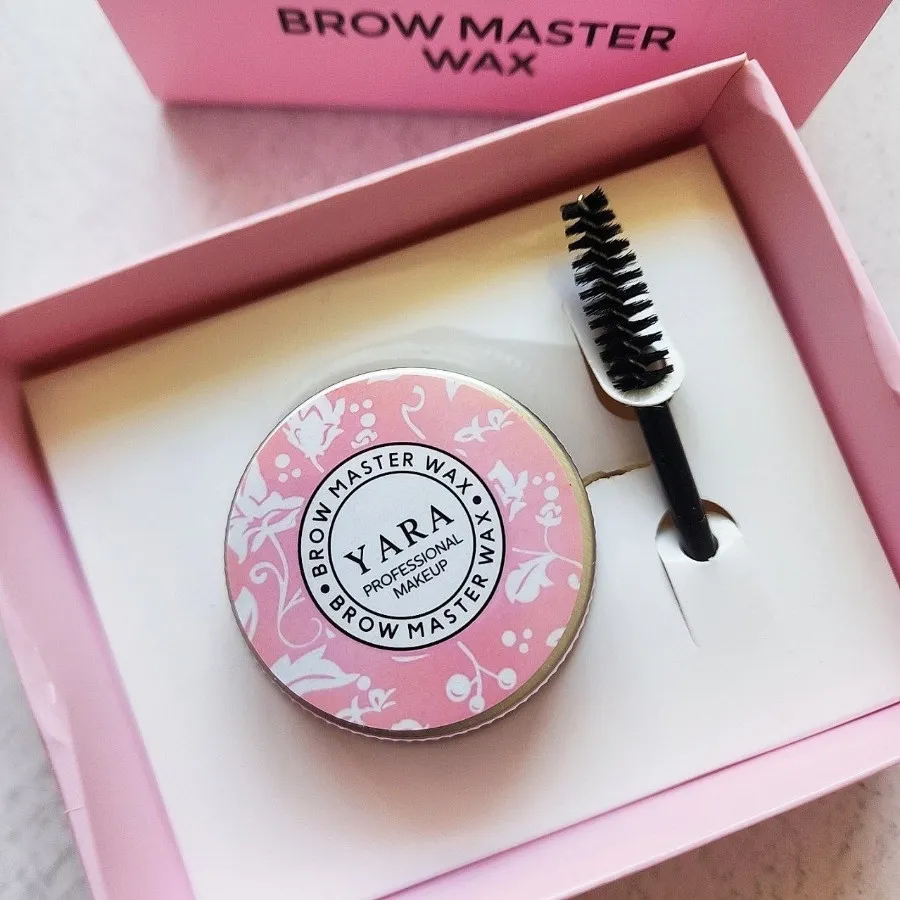 BROW MASTER
WAX
BROW MASTER WAX
YARA
PROFESSIONAL
MAKEUP
BROW MASTER WAX